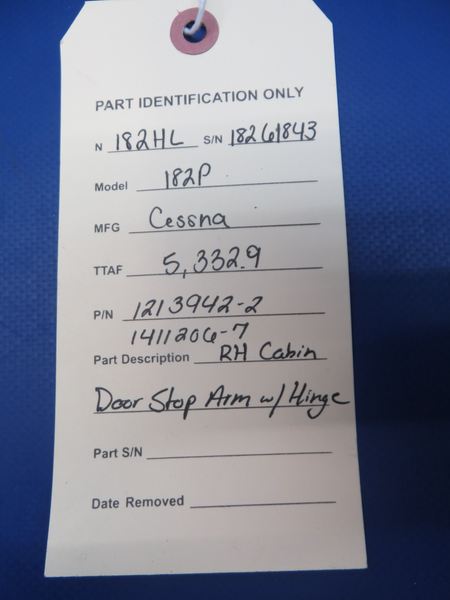 PART IDENTIFICATION ONLY
N 182HL S/N 18261843
Model 182P
MFG Cessna
TTAF 5,332.9
P/N 1213942-2
1411206-7
Part Description RH Cabin
Door Stop Arm w/ Hinge
Part S/N
Date Removed